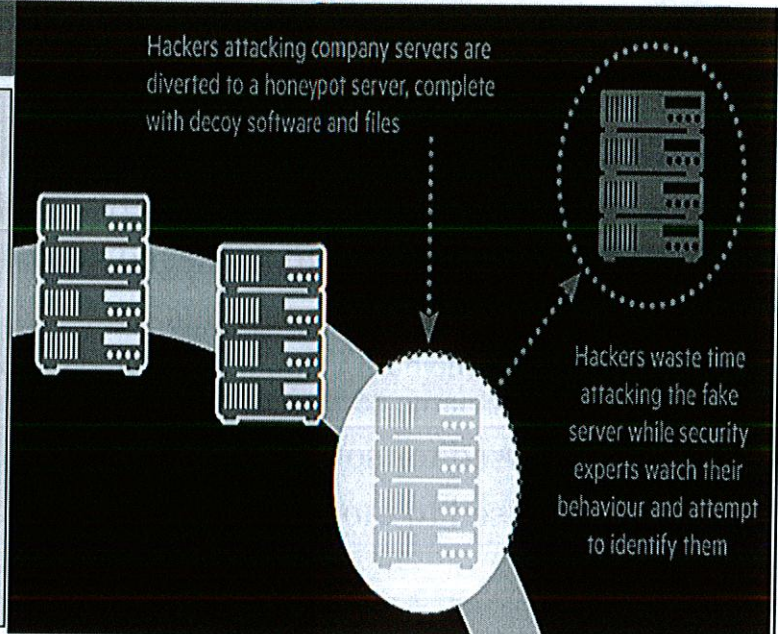 Hackers attacking company servers are
diverted to a honeypot server, complete
with decoy software and files
Hackers waste time
attacking the fake
server while security
experts watch their
behaviour and attempt
to identify them